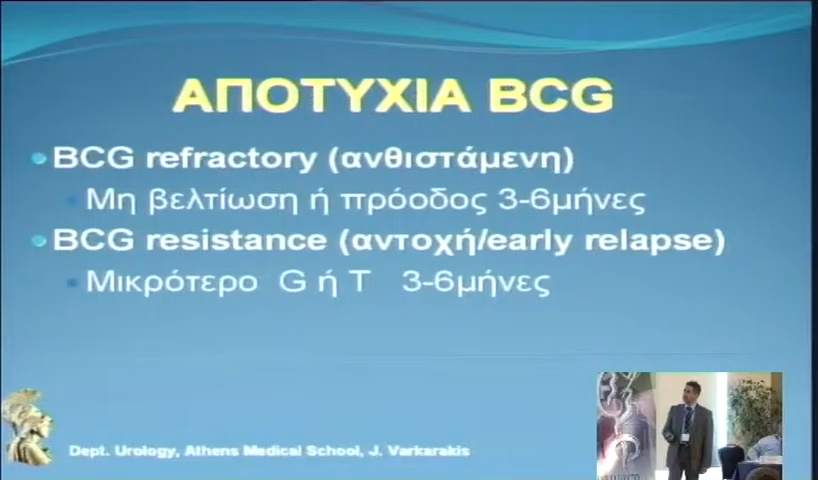 ΑΠΟΤΥΧΙΑ BCG
BCG refractory (ανθιστάμενη)
Μη βελτίωση ή πρόοδος 3-6μήνες
BCG resistance (αντοχή/early relapse)
Μικρότερο G ή T 3-6μήνες
Dept. Urology, Athens Medical School, J. Varkarakis